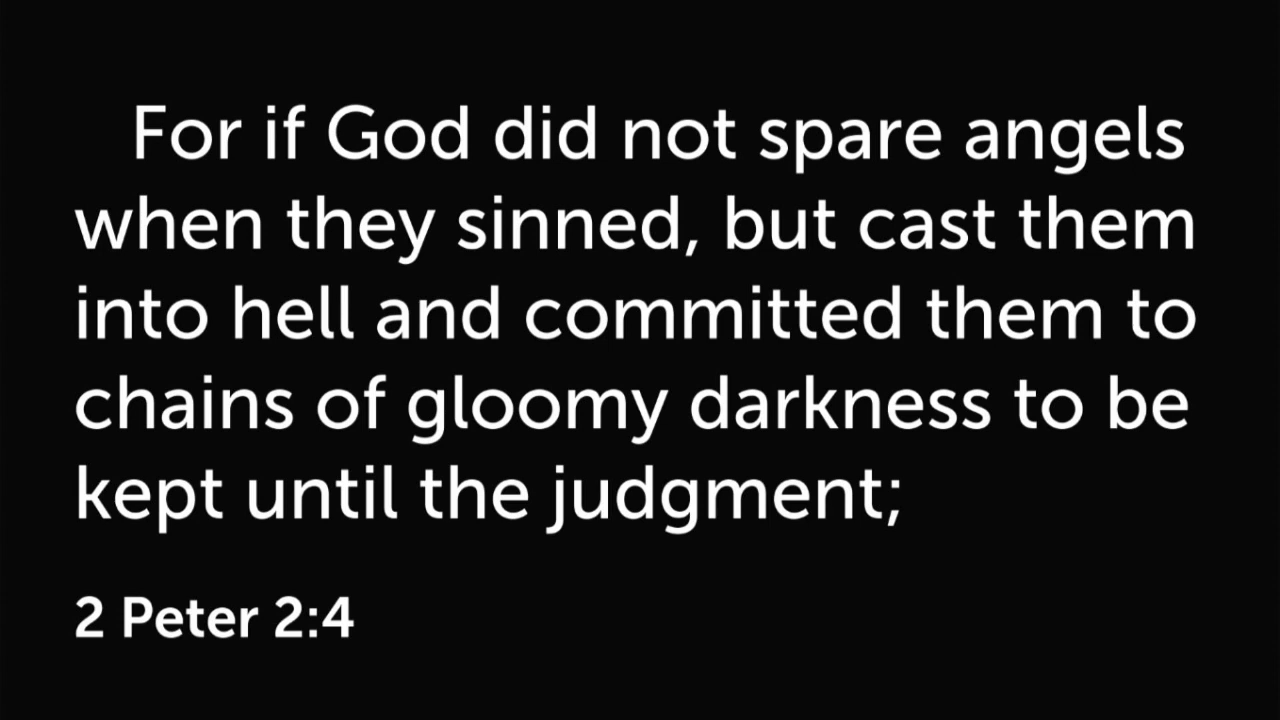 For if God did not spare angels
when they sinned, but cast them
into hell and committed them to
chains of gloomy darkness to be
kept until the judgment;
2 Peter 2:4